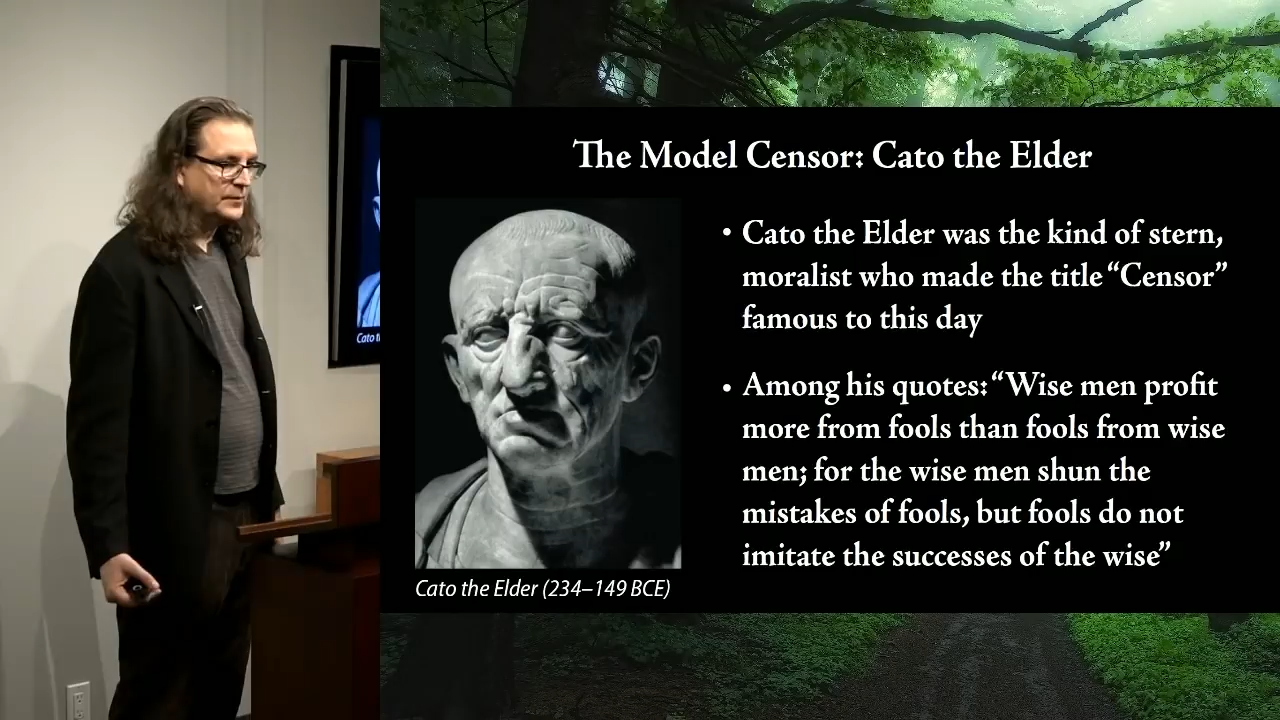 The Model Censor: Cato the Elder
• Cato the Elder was the kind of stern,
moralist who made the title “Censor”
famous to this day
• Among his quotes: “Wise men profit
more from fools than fools from wise
men; for the wise men shun the
mistakes of fools, but fools do not
imitate the successes of the wise”
Cato the Elder (234–149 BCE)
Cato t